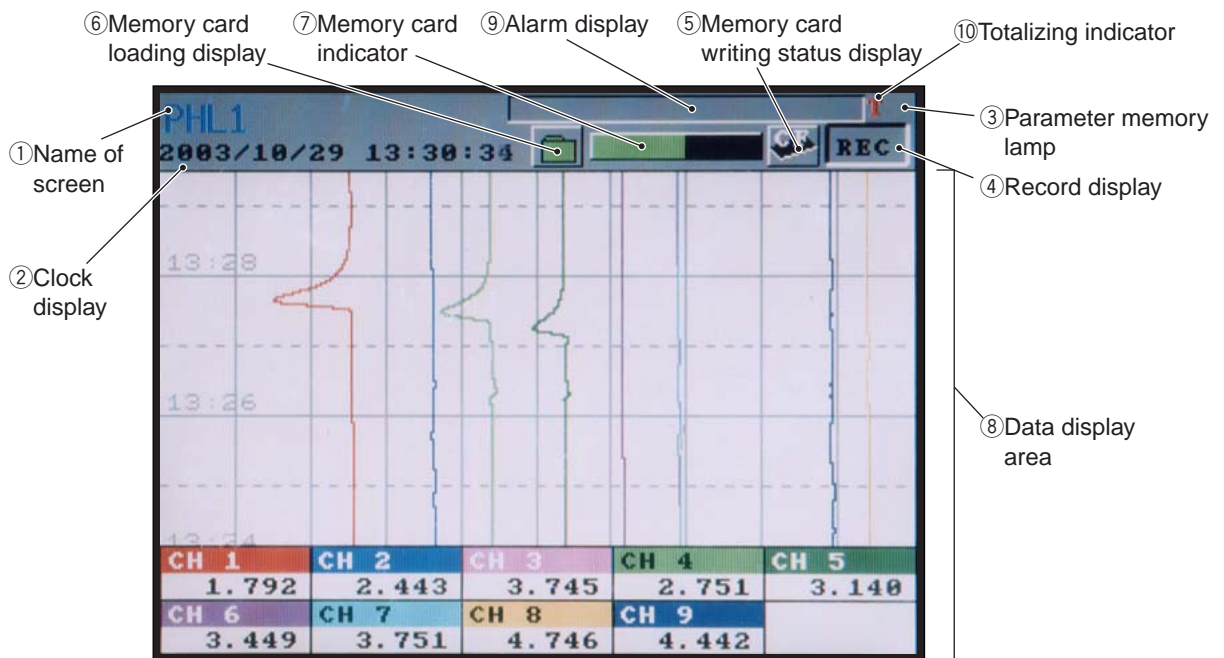 ⑥Memory card
loading display
⑦Memory card
indicator
⑨Alarm display
⑤Memory card
writing status display
⑩Totalizing indicator
①Name of
screen
②Clock
display
③Parameter memory
lamp
④Record display
⑧Data display
area
PHL1
T
2003/10/29 13:30:34
CF
REC
13:28
13:26
13:24
CH 1 CH 2 CH 3 CH 4 CH 5
1.792 2.443 3.745 2.751 3.140
CH 6 CH 7 CH 8 CH 9
3.449 3.751 4.746 4.442